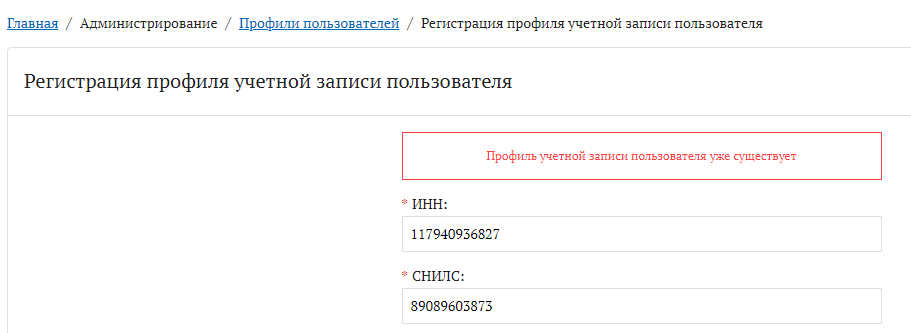 Главная / Администрирование / Профили пользователей / Регистрация профиля учетной записи пользователя
Регистрация профиля учетной записи пользователя
Профиль учетной записи пользователя уже существует
* ИНН:
117940936827
* СНИЛС:
89089603873